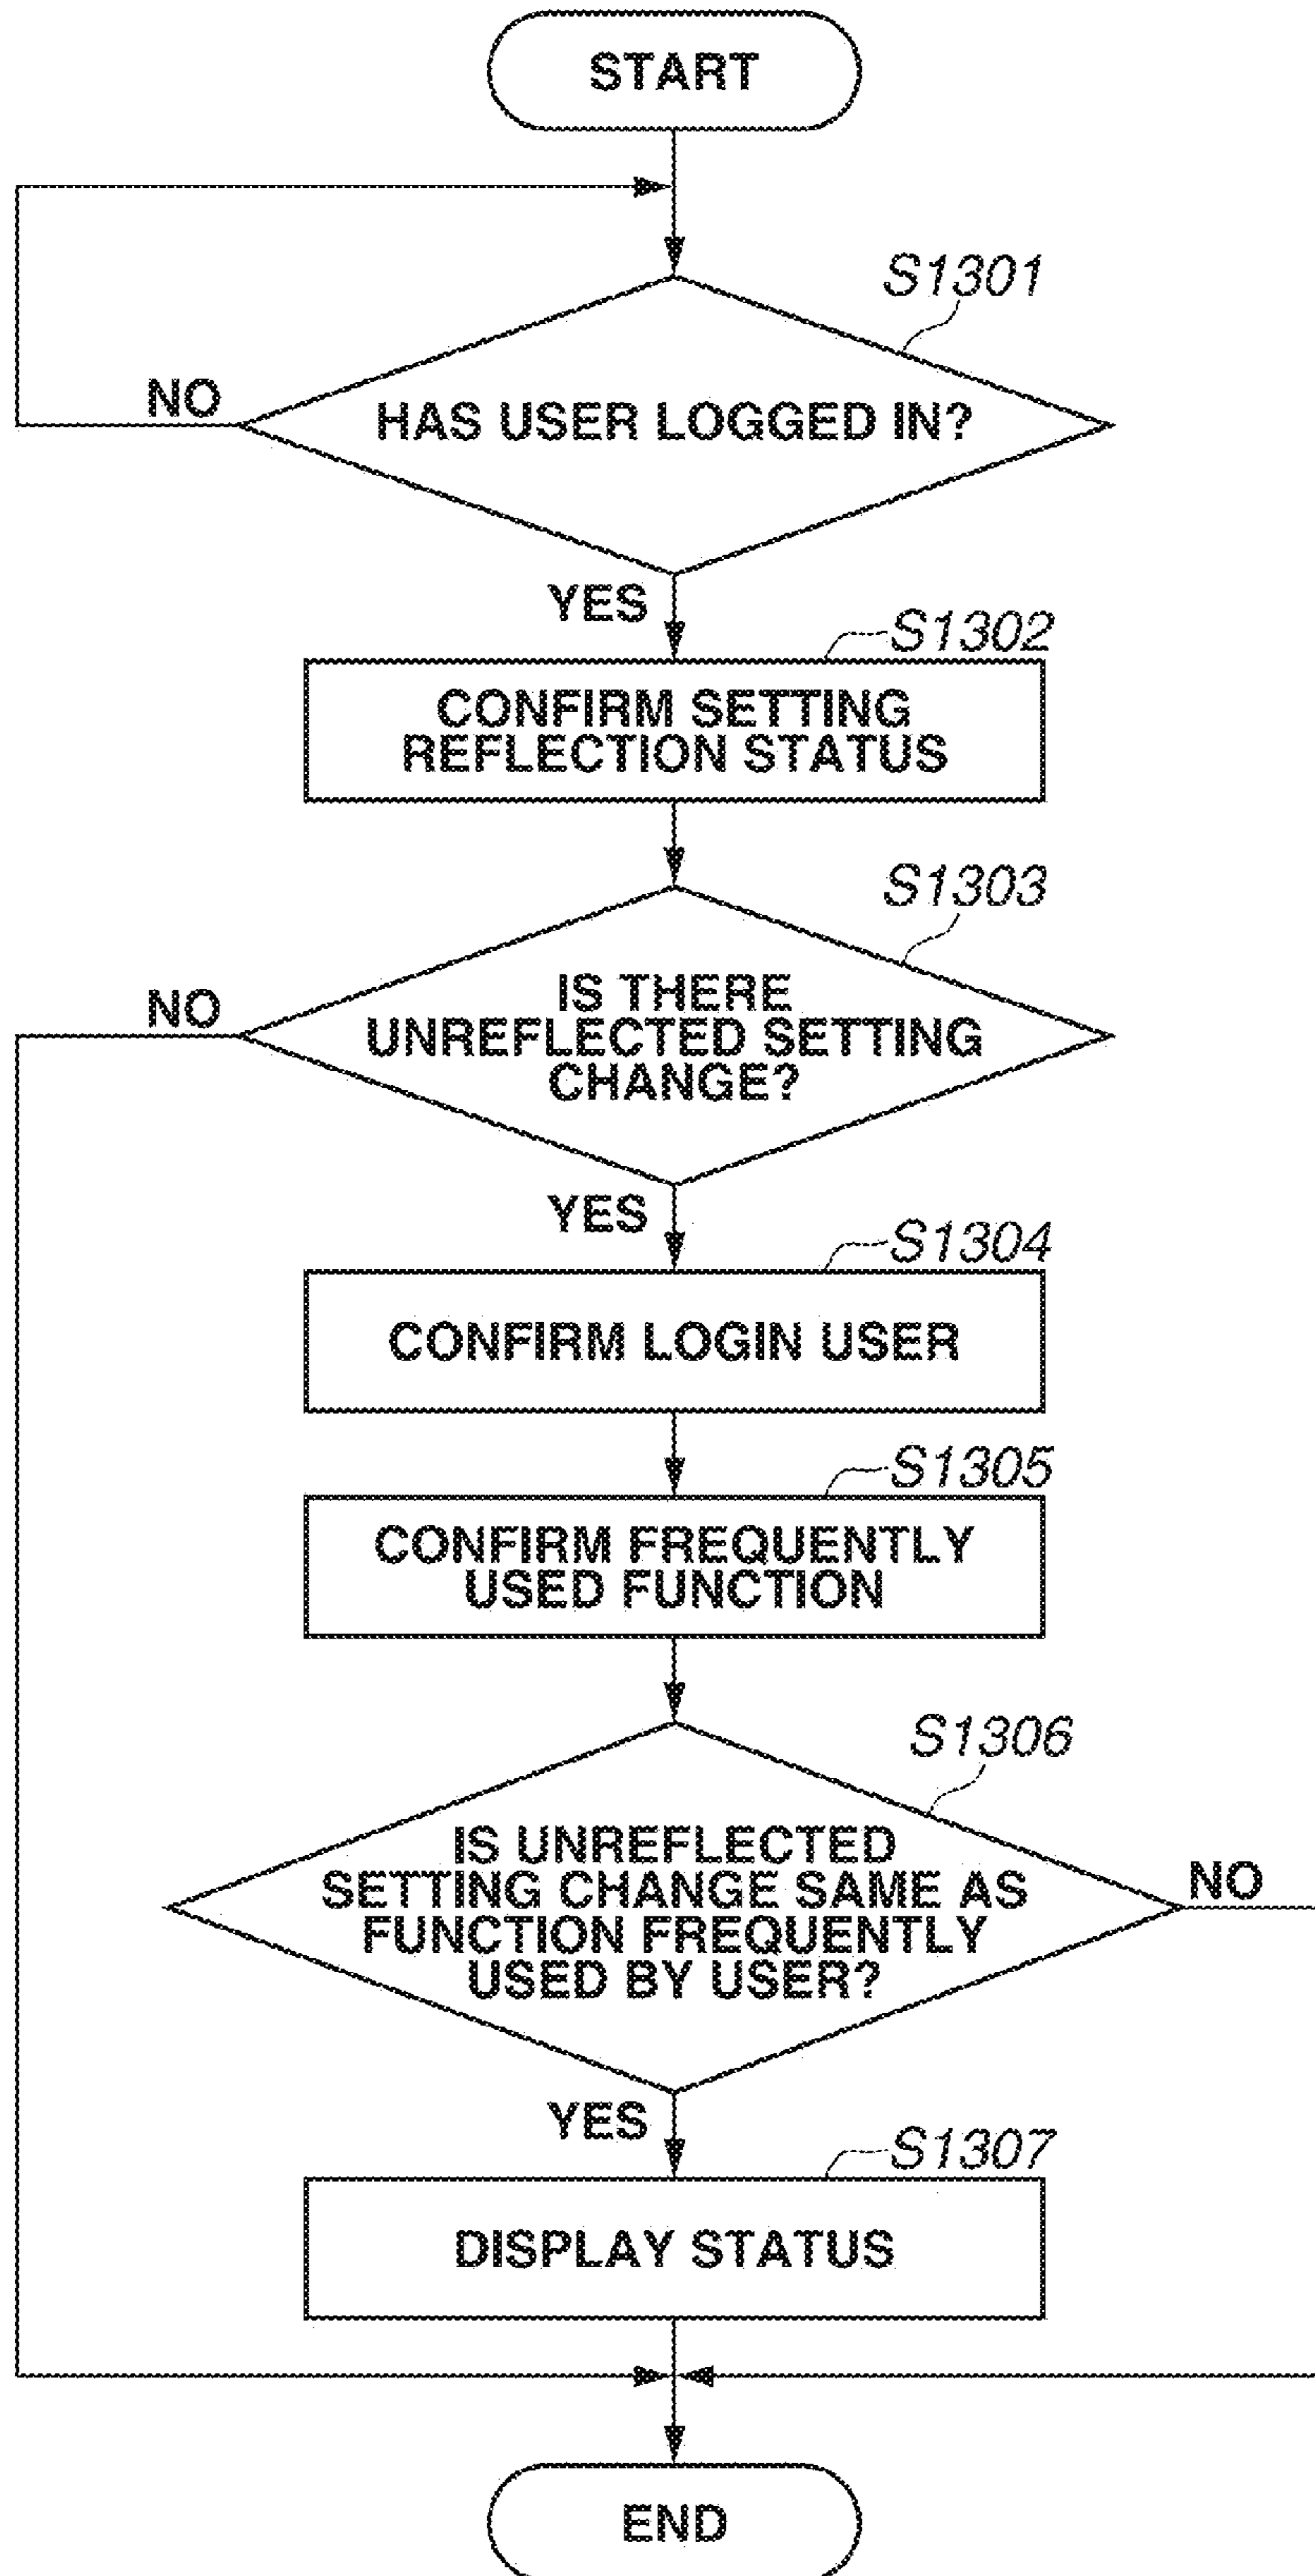 START
S1301
NO
HAS USER LOGGED IN?
YES
S1302
CONFIRM SETTING
REFLECTION STATUS
S1303
NO
IS THERE
UNREFLECTED SETTING
CHANGE?
YES
S1304
CONFIRM LOGIN USER
S1305
CONFIRM FREQUENTLY
USED FUNCTION
S1306
IS UNREFLECTED
SETTING CHANGE SAME AS
FUNCTION FREQUENTLY
USED BY USER?
NO
YES
S1307
DISPLAY STATUS
END